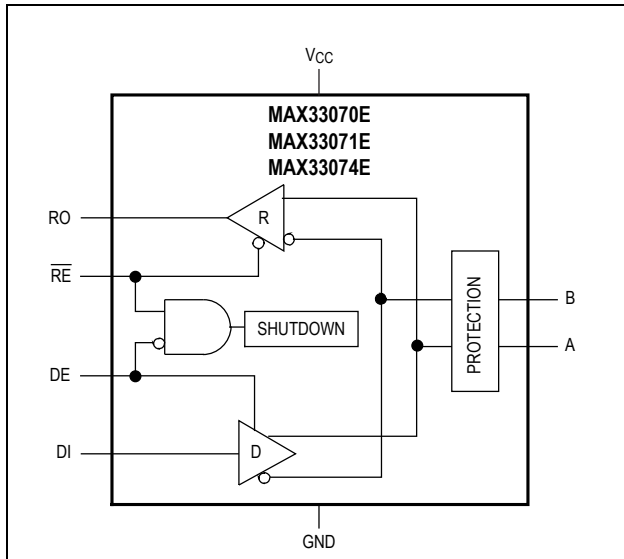 VCC
MAX33070E
MAX33071E
MAX33074E
RO
R
RE
SHUTDOWN
PROTECTION
B
A
DE
DI
D
GND